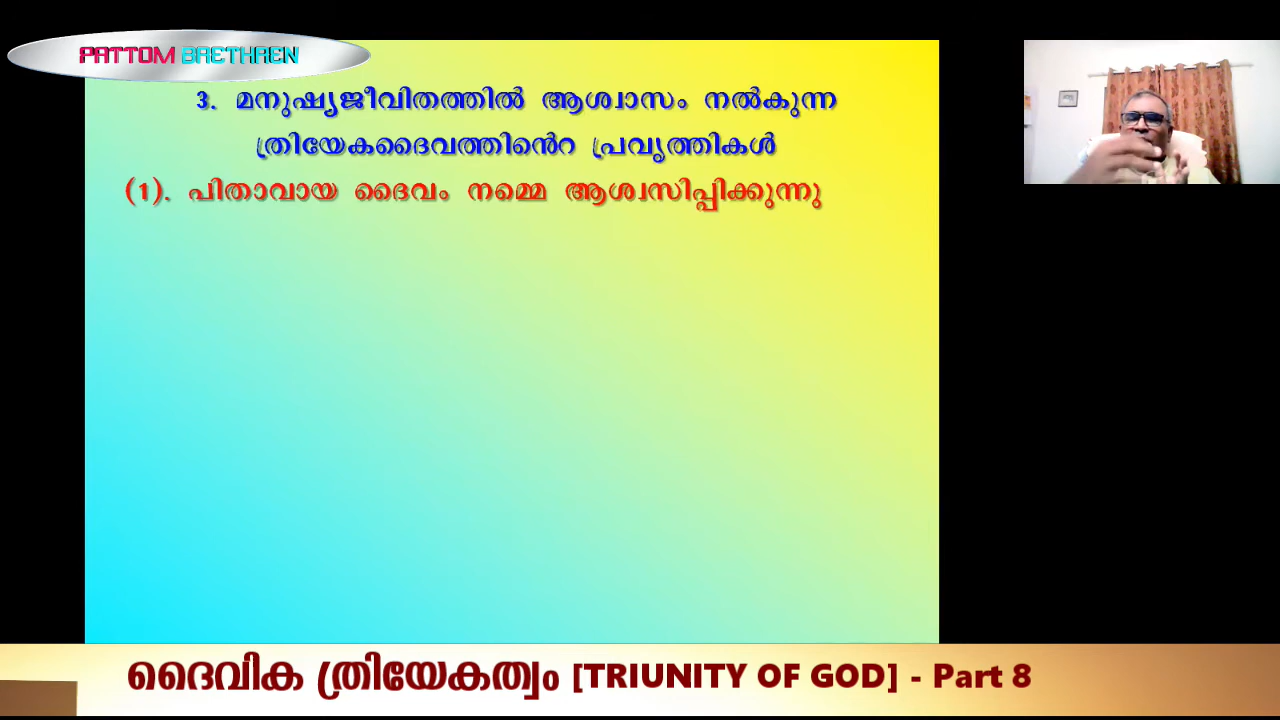 PATTOM BRETHREN
3. മനുഷ്യജീവിതത്തിൽ ആശ്വാസം നൽകുന്ന
ത്രിയേകദൈവത്തിൻെറ പ്രവൃത്തികൾ
(1). പിതാവായ ദൈവം നമ്മെ ആശ്വസിപ്പിക്കുന്നു
ദൈവിക ത്രിയേകത്വം [TRIUNITY OF GOD] - Part 8